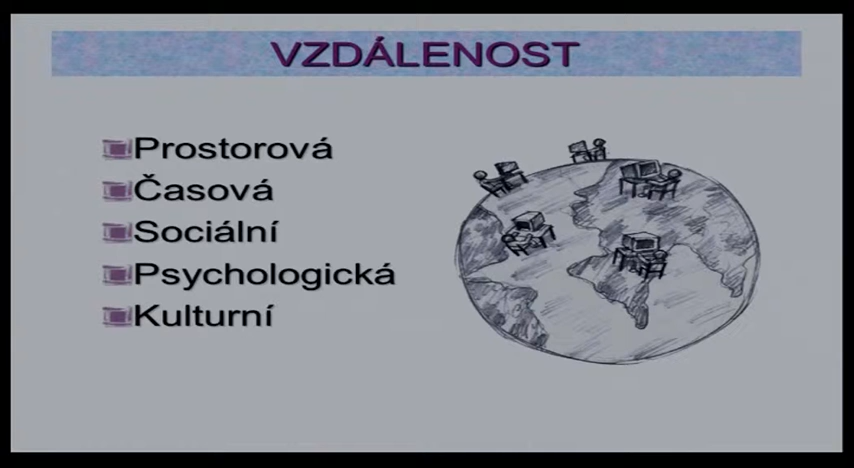 VZDÁLENOST
Prostorová
Časová
Sociální
Psychologická
Kulturní